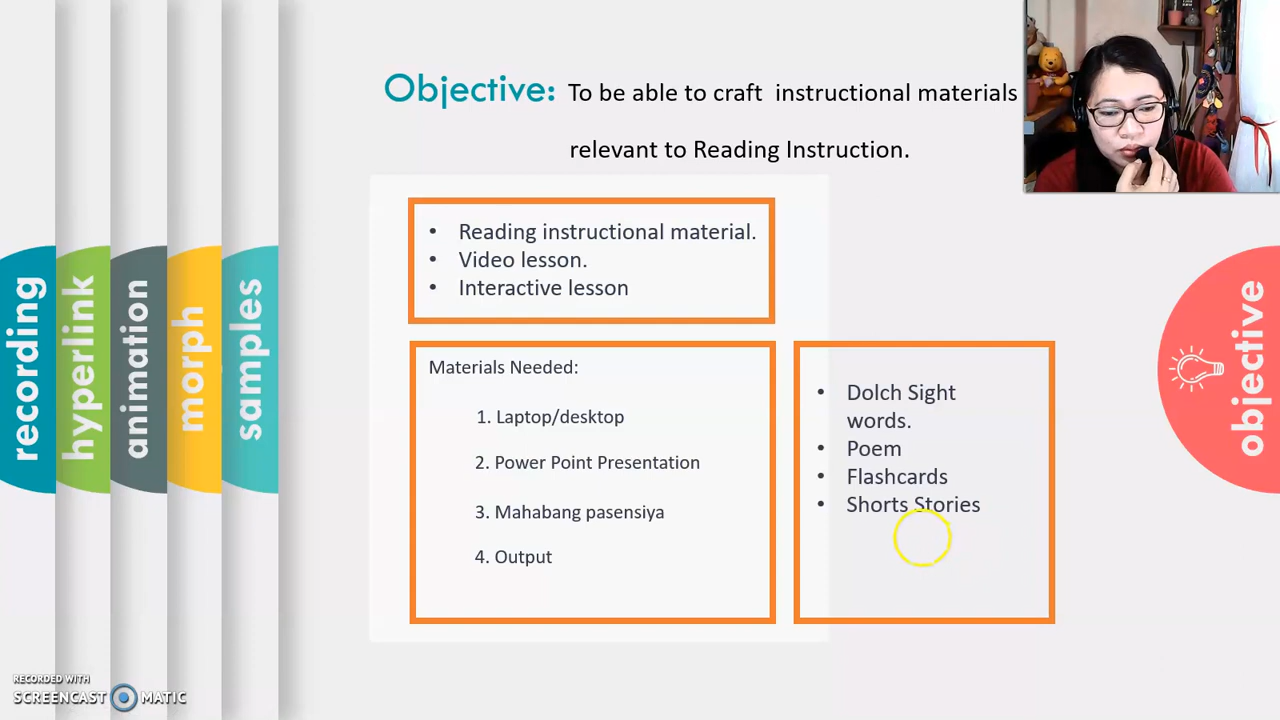 Objective: To be able to craft instructional materials
relevant to Reading Instruction.
• Reading instructional material.
• Video lesson.
• Interactive lesson
Materials Needed:
1. Laptop/desktop
2. Power Point Presentation
3. Mahabang pasensiya
4. Output
• Dolch Sight
words.
• Poem
• Flashcards
• Shorts Stories
recording
hyperlink
animation
morph
samples
objective
RECORDED WITH
SCREENCAST MATIC